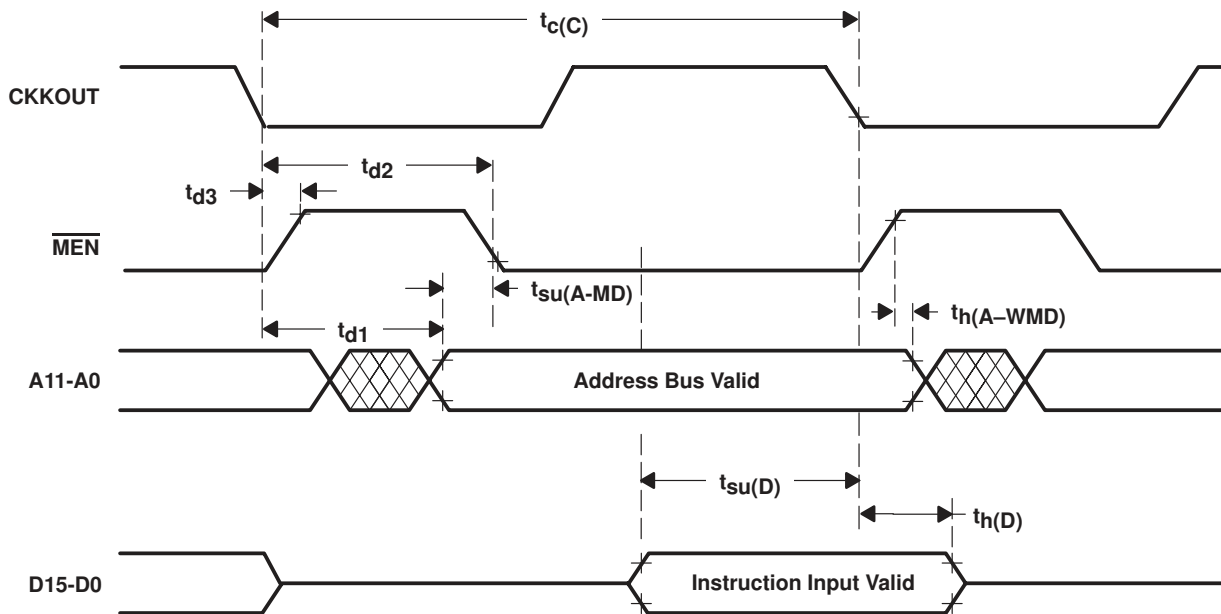 tc(C)
CKKOUT
td2
td3
MEN
tsu(A-MD)
th(A–WMD)
td1
A11-A0
Address Bus Valid
tsu(D)
th(D)
D15-D0
Instruction Input Valid